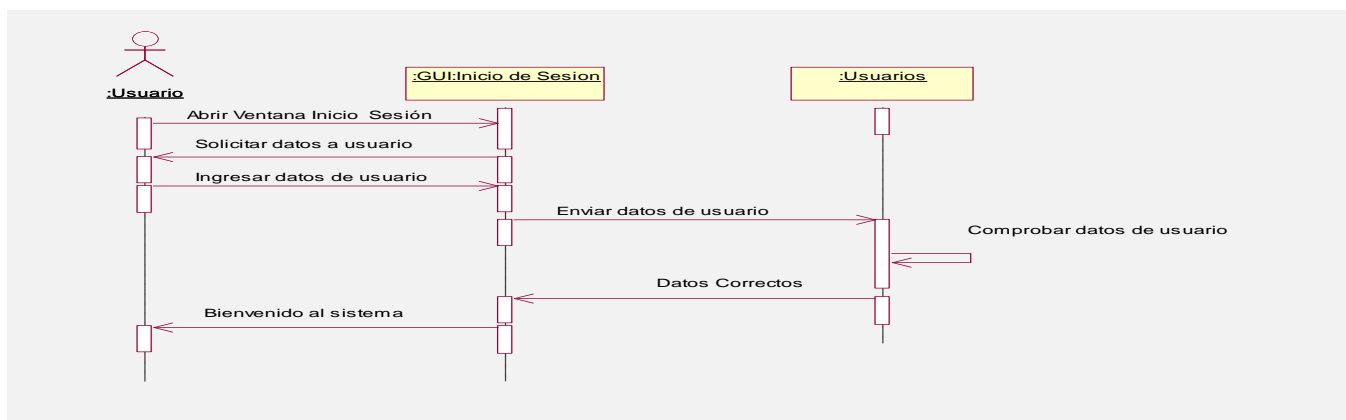 :Usuario
:GUI:Inicio de Sesion
:Usuarios
Abrir Ventana Inicio Sesión
Solicitar datos a usuario
Ingresar datos de usuario
Enviar datos de usuario
Comprobar datos de usuario
Datos Correctos
Bienvenido al sistema